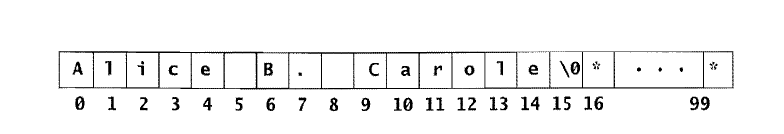 A l i c e B . C a r o l e \0 * . . . *
0 1 2 3 4 5 6 7 8 9 10 11 12 13 14 15 16 99